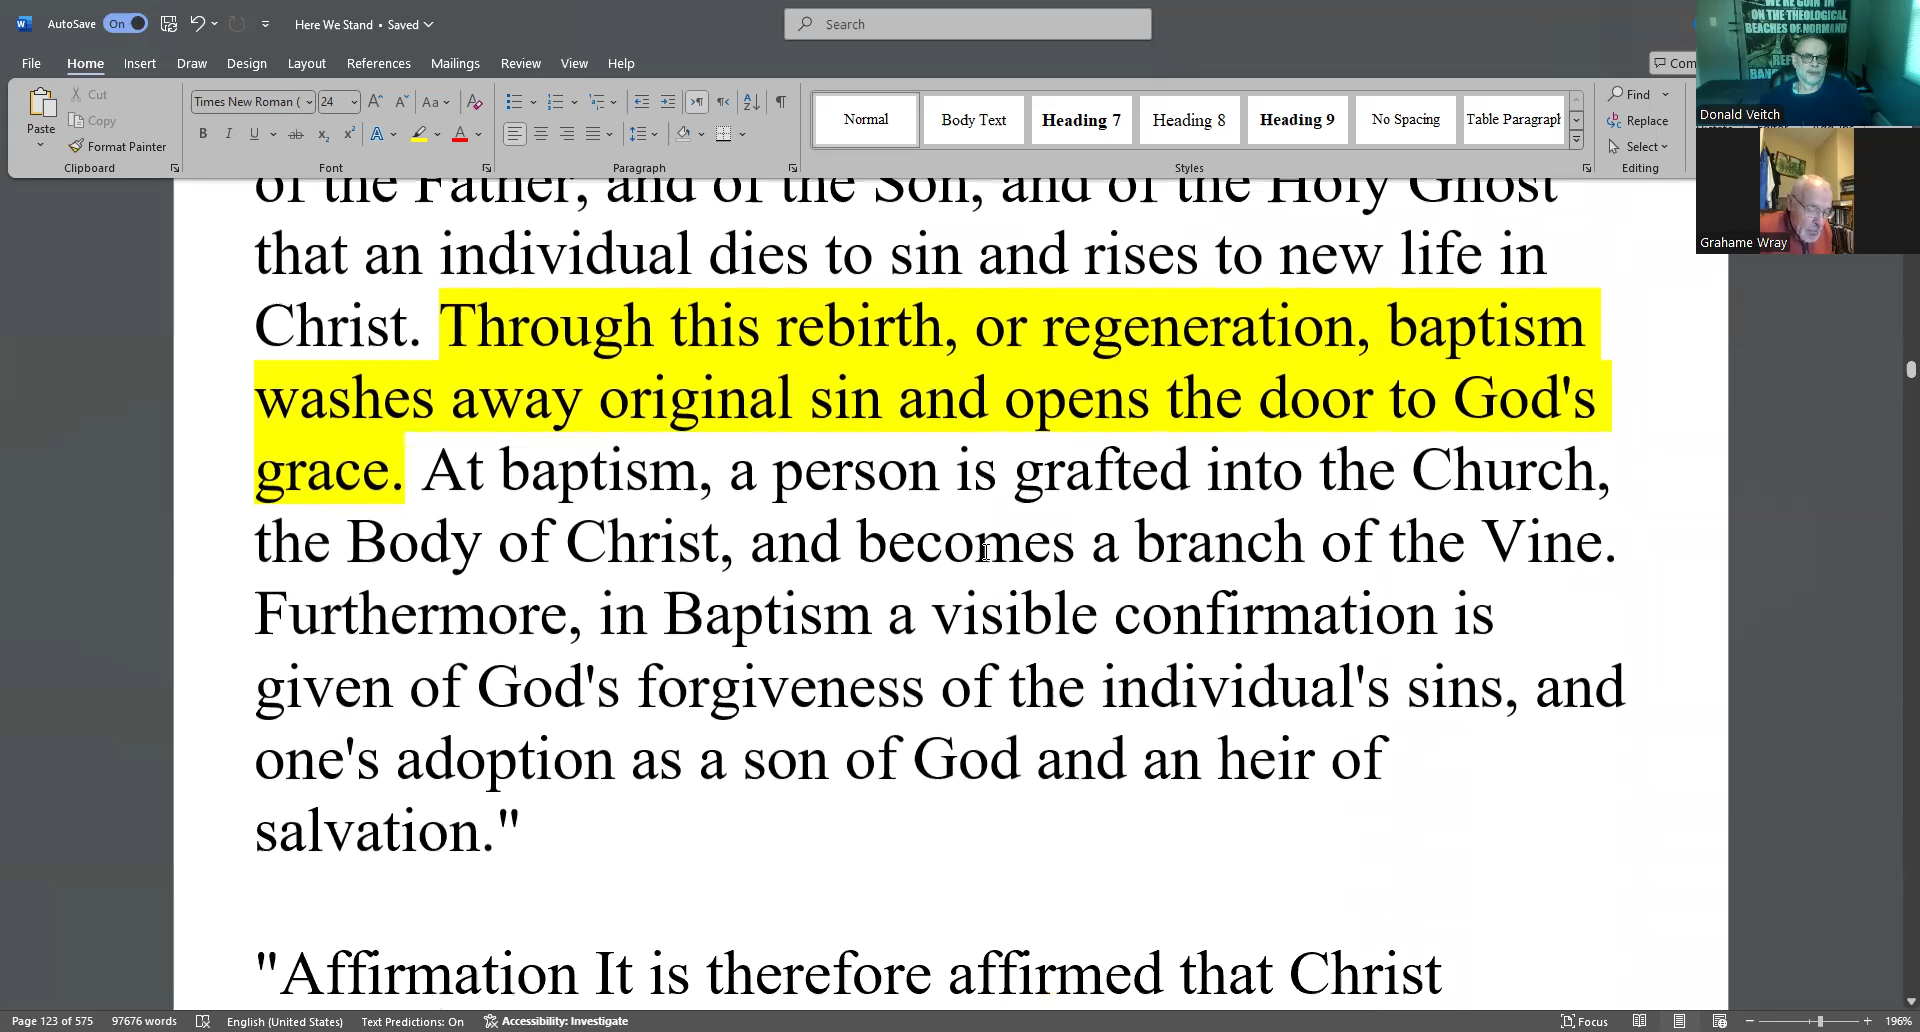 AutoSave On Here We Stand • Saved Search
File Home Insert Draw Design Layout References Mailings Review View Help
Paste Cut Copy Format Painter Clipboard
Times New Roman ( 24 Aa Font
Paragraph
Normal Body Text Heading 7 Heading 8 Heading 9 No Spacing Table Paragraph Styles
Find Replace Select Editing
ON THE THEOLOGICAL
Donald Veitch
Grahame Wray
of the Father, and of the Son, and of the Holy Ghost
that an individual dies to sin and rises to new life in
Christ. Through this rebirth, or regeneration, baptism
washes away original sin and opens the door to God's
grace. At baptism, a person is grafted into the Church,
the Body of Christ, and becomes a branch of the Vine.
Furthermore, in Baptism a visible confirmation is
given of God's forgiveness of the individual's sins, and
one's adoption as a son of God and an heir of
salvation."
"Affirmation It is therefore affirmed that Christ
Page 123 of 575 97676 words English (United States) Text Predictions: On Accessibility: Investigate Focus 196%